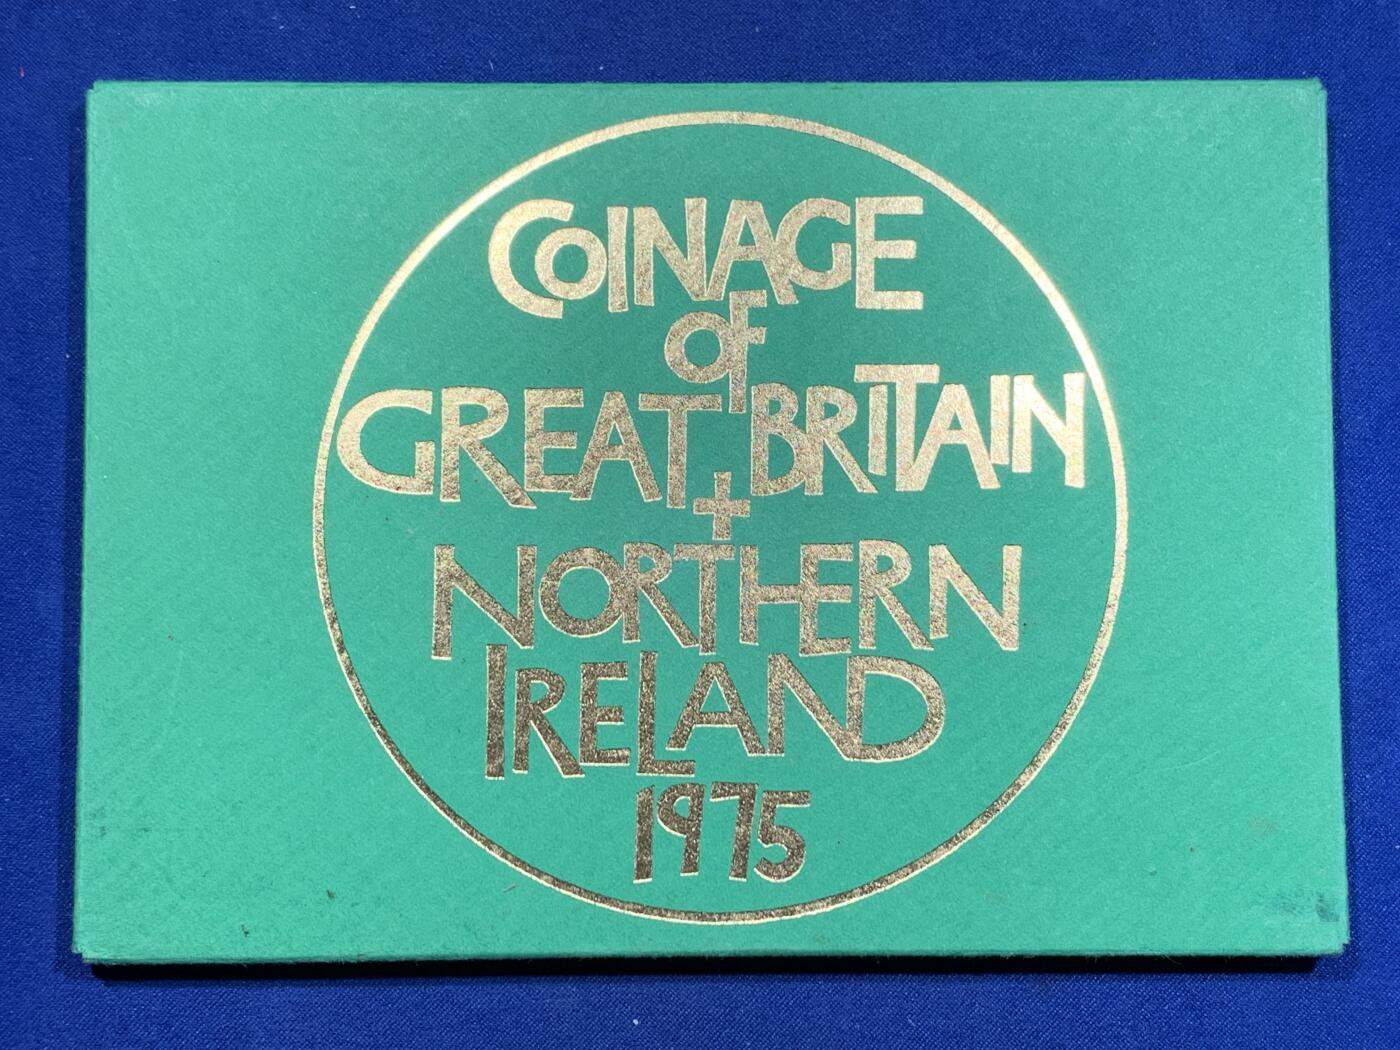 COINAGE
of
GREAT BRITAIN
+
NORTHERN
IRELAND
1975